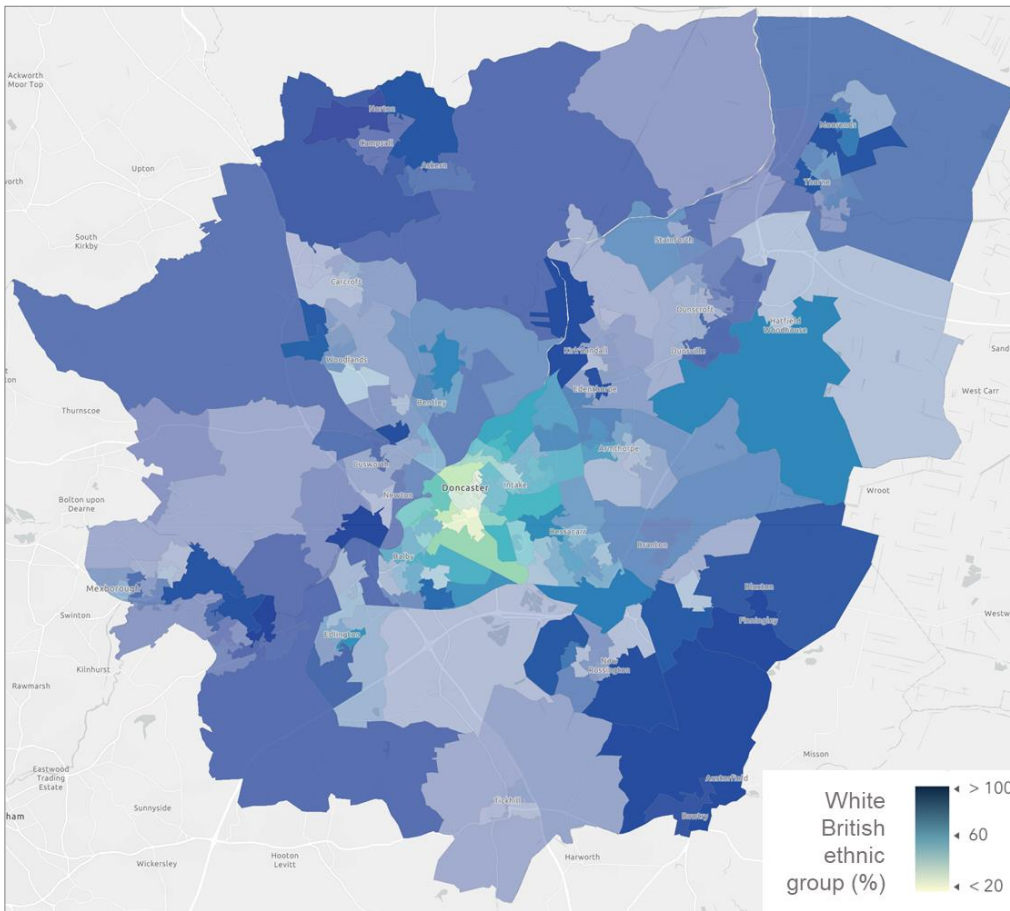 Ackworth
Moor Top
Norton
Campsall
Askern
Moorends
Thorne
Upton
South
Kirkby
Stainforth
Carcroft
Dunscroft
Hatfield
Woodhouse
Woodlands
Kirk Sandall
Dunsville
Sand
Edenthorpe
West Carr
Thurnscoe
Bentley
Armthorpe
Cusworth
Doncaster
Intake
Newton
Wroot
Bolton upon
Dearne
Bessacarr
Branton
Balby
Mexborough
Blaxton
Finningley
Westw
Swinton
Edlington
Kilnhurst
New
Rossington
Rawmarsh
Misson
Eastwood
Trading
Estate
Austerfield
Sunnyside
Tickhill
Bawtry
ham
Wickersley
Hooton
Levitt
Harworth
White
British
ethnic
group (%)
> 100
60
< 20